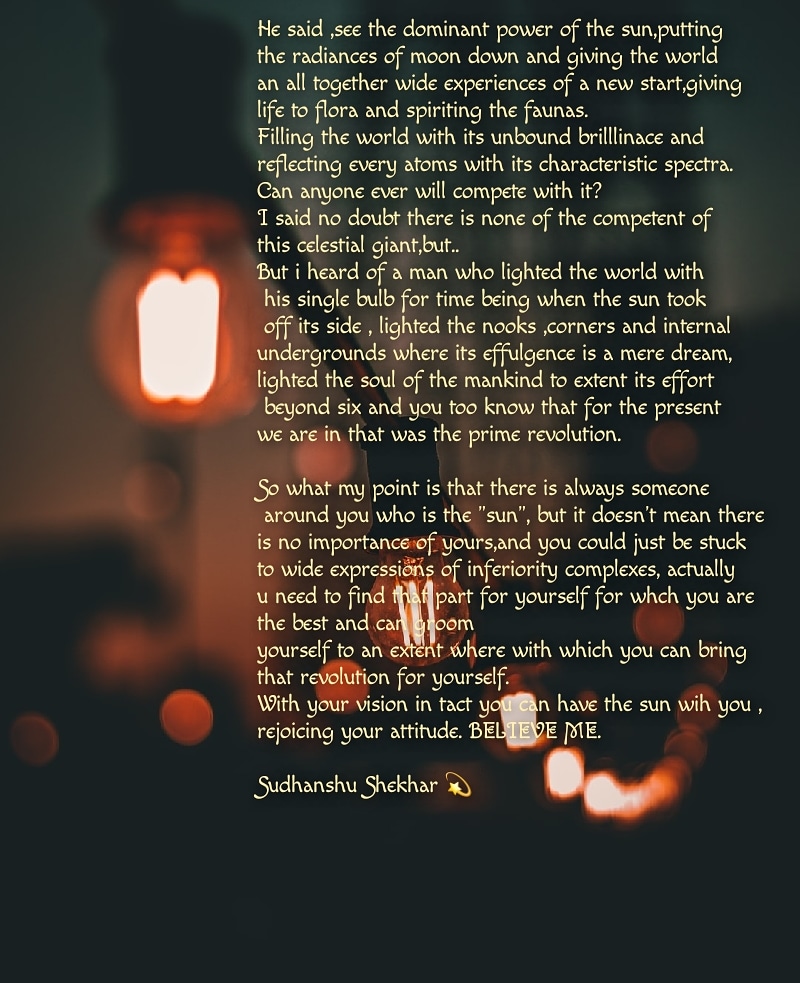 He said ,see the dominant power of the sun,putting
the radiances of moon down and giving the world
an all together wide experiences of a new start,giving
life to flora and spiriting the faunas.
Filling the world with its unbound brilllinace and
reflecting every atoms with its characteristic spectra.
Can anyone ever will compete with it?
I said no doubt there is none of the competent of
this celestial giant,but..
But i heard of a man who lighted the world with
his single bulb for time being when the sun took
off its side , lighted the nooks ,corners and internal
undergrounds where its effulgence is a mere dream,
lighted the soul of the mankind to extent its effort
beyond six and you too know that for the present
we are in that was the prime revolution.
So what my point is that there is always someone
around you who is the "sun", but it doesn't mean there
is no importance of yours,and you could just be stuck
to wide expressions of inferiority complexes, actually
u need to find that part for yourself for whch you are
the best and can groom
yourself to an extent where with which you can bring
that revolution for yourself.
With your vision in tact you can have the sun wih you ,
rejoicing your attitude. BELIEVE ME.
Sudhanshu Shekhar 💫